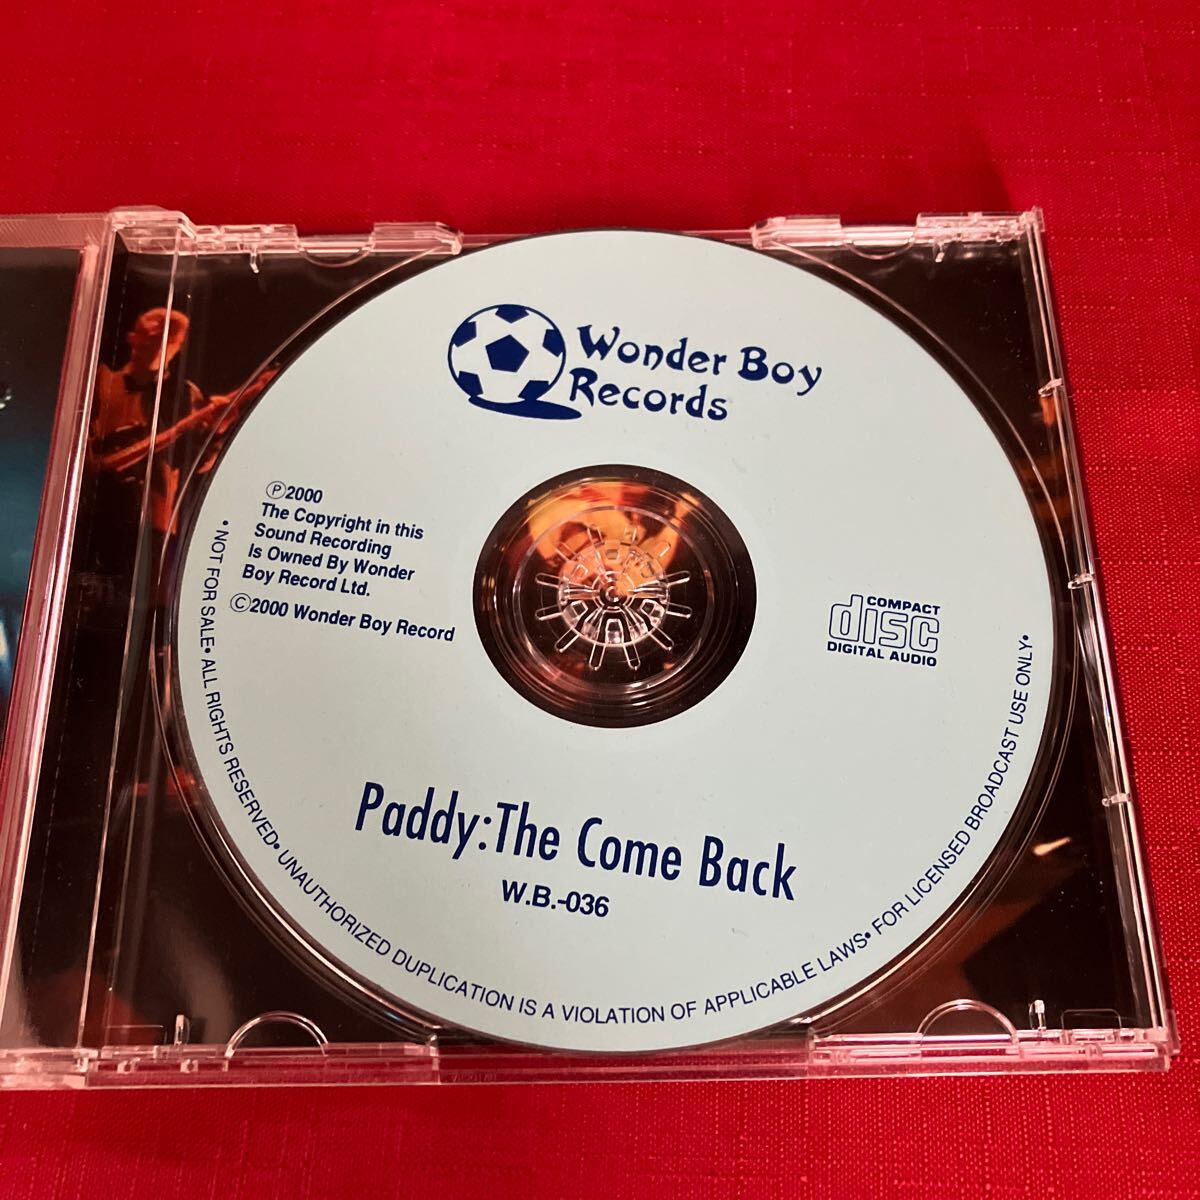 Wonder Boy
Records
Ⓟ2000
The Copyright in this
Sound Recording
Is Owned By Wonder
Boy Record Ltd.
©2000 Wonder Boy Record
COMPACT
disc
DIGITAL AUDIO
Paddy:The Come Back
W.B.-036
• NOT FOR SALE• ALL RIGHTS RESERVED• UNAUTHORIZED DUPLICATION IS A VIOLATION OF APPLICABLE LAWS• FOR LICENSED BROADCAST USE ONLY•